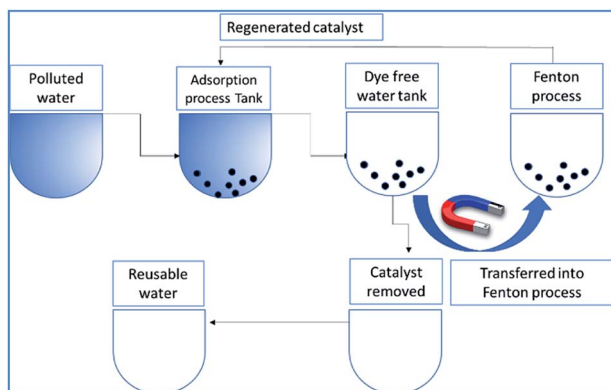 Regenerated catalyst
Polluted
water
Adsorption
process Tank
Dye free
water tank
Fenton
process
Reusable
water
Catalyst
removed
Transferred into
Fenton process